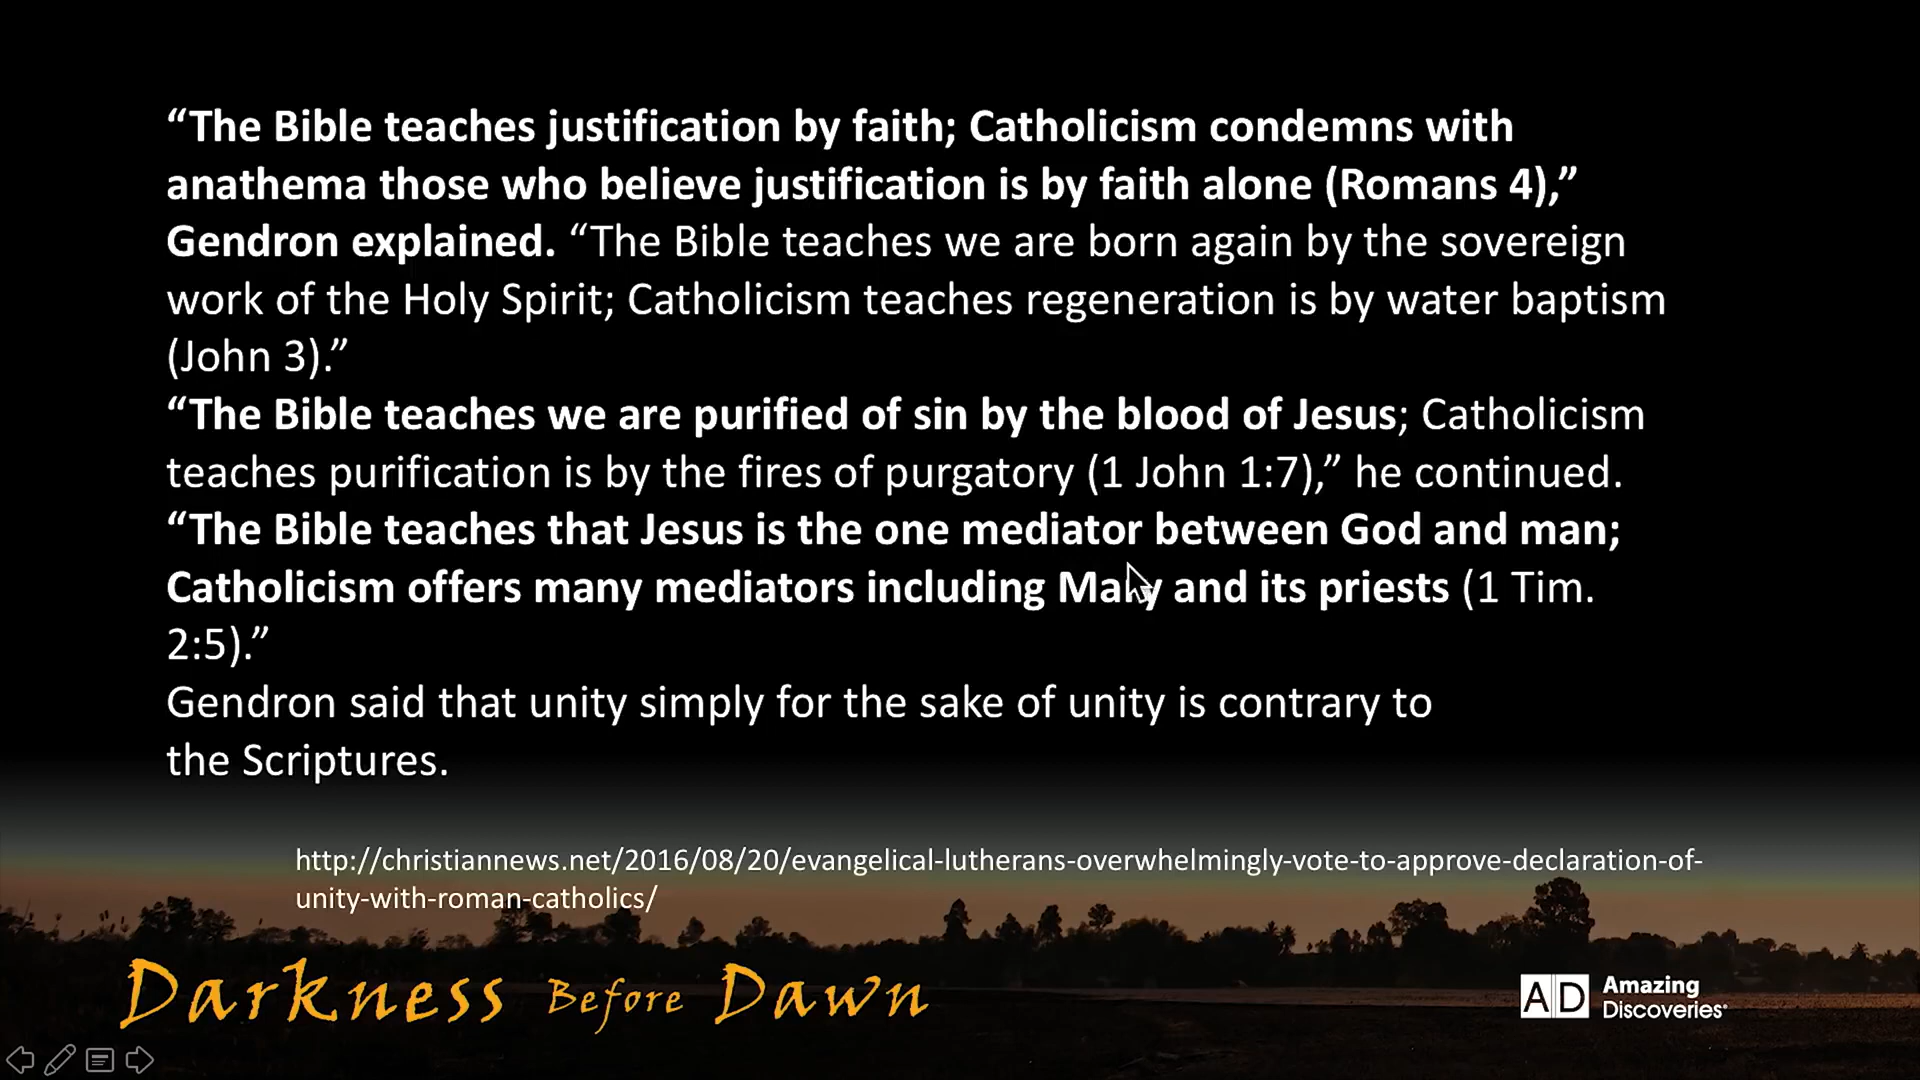 “The Bible teaches justification by faith; Catholicism condemns with
anathema those who believe justification is by faith alone (Romans 4),”
Gendron explained. “The Bible teaches we are born again by the sovereign
work of the Holy Spirit; Catholicism teaches regeneration is by water baptism
(John 3).”
“The Bible teaches we are purified of sin by the blood of Jesus; Catholicism
teaches purification is by the fires of purgatory (1 John 1:7),” he continued.
“The Bible teaches that Jesus is the one mediator between God and man;
Catholicism offers many mediators including Mary and its priests (1 Tim.
2:5).”
Gendron said that unity simply for the sake of unity is contrary to
the Scriptures.
http://christiannews.net/2016/08/20/evangelical-lutherans-overwhelmingly-vote-to-approve-declaration-of-
unity-with-roman-catholics/
Darkness Before Dawn
AD Amazing
Discoveries